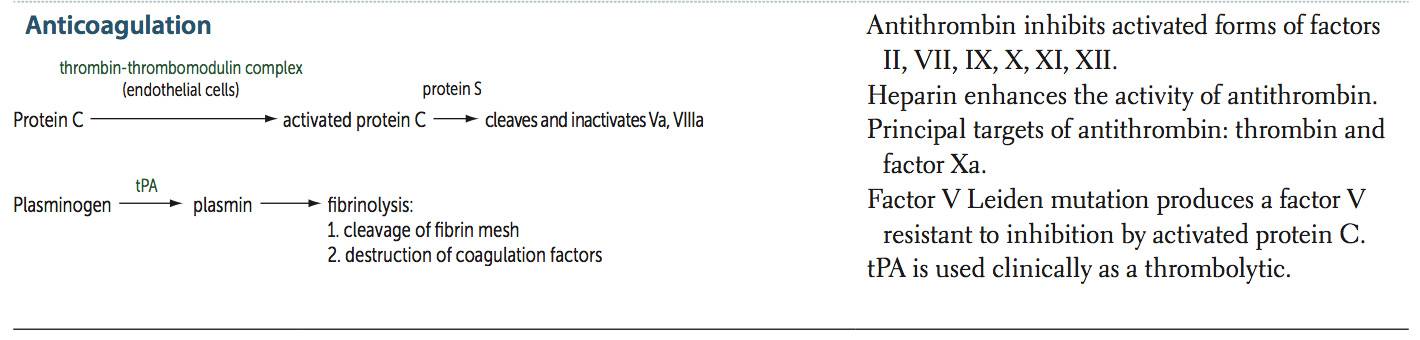 Anticoagulation
thrombin-thrombomodulin complex
(endothelial cells)
protein S
Protein C
activated protein C
cleaves and inactivates Va, VIIIa
tPA
Plasminogen
plasmin
fibrinolysis:
1. cleavage of fibrin mesh
2. destruction of coagulation factors
Antithrombin inhibits activated forms of factors
II, VII, IX, X, XI, XII.
Heparin enhances the activity of antithrombin.
Principal targets of antithrombin: thrombin and
factor Xa.
Factor V Leiden mutation produces a factor V
resistant to inhibition by activated protein C.
tPA is used clinically as a thrombolytic.